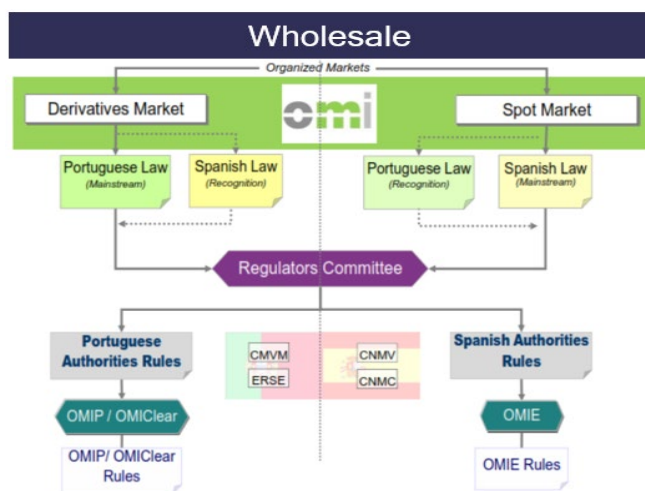 Wholesale
Organized Markets
Derivatives Market
omi
Spot Market
Portuguese Law
(Mainstream)
Spanish Law
(Recognition)
Portuguese Law
(Recognition)
Spanish Law
(Mainstream)
Regulators Committee
Portuguese
Authorities Rules
CMVM
ERSE
CNMV
CNMC
Spanish Authorities
Rules
OMIP / OMIClear
OMIE
OMIP/ OMIClear
Rules
OMIE Rules